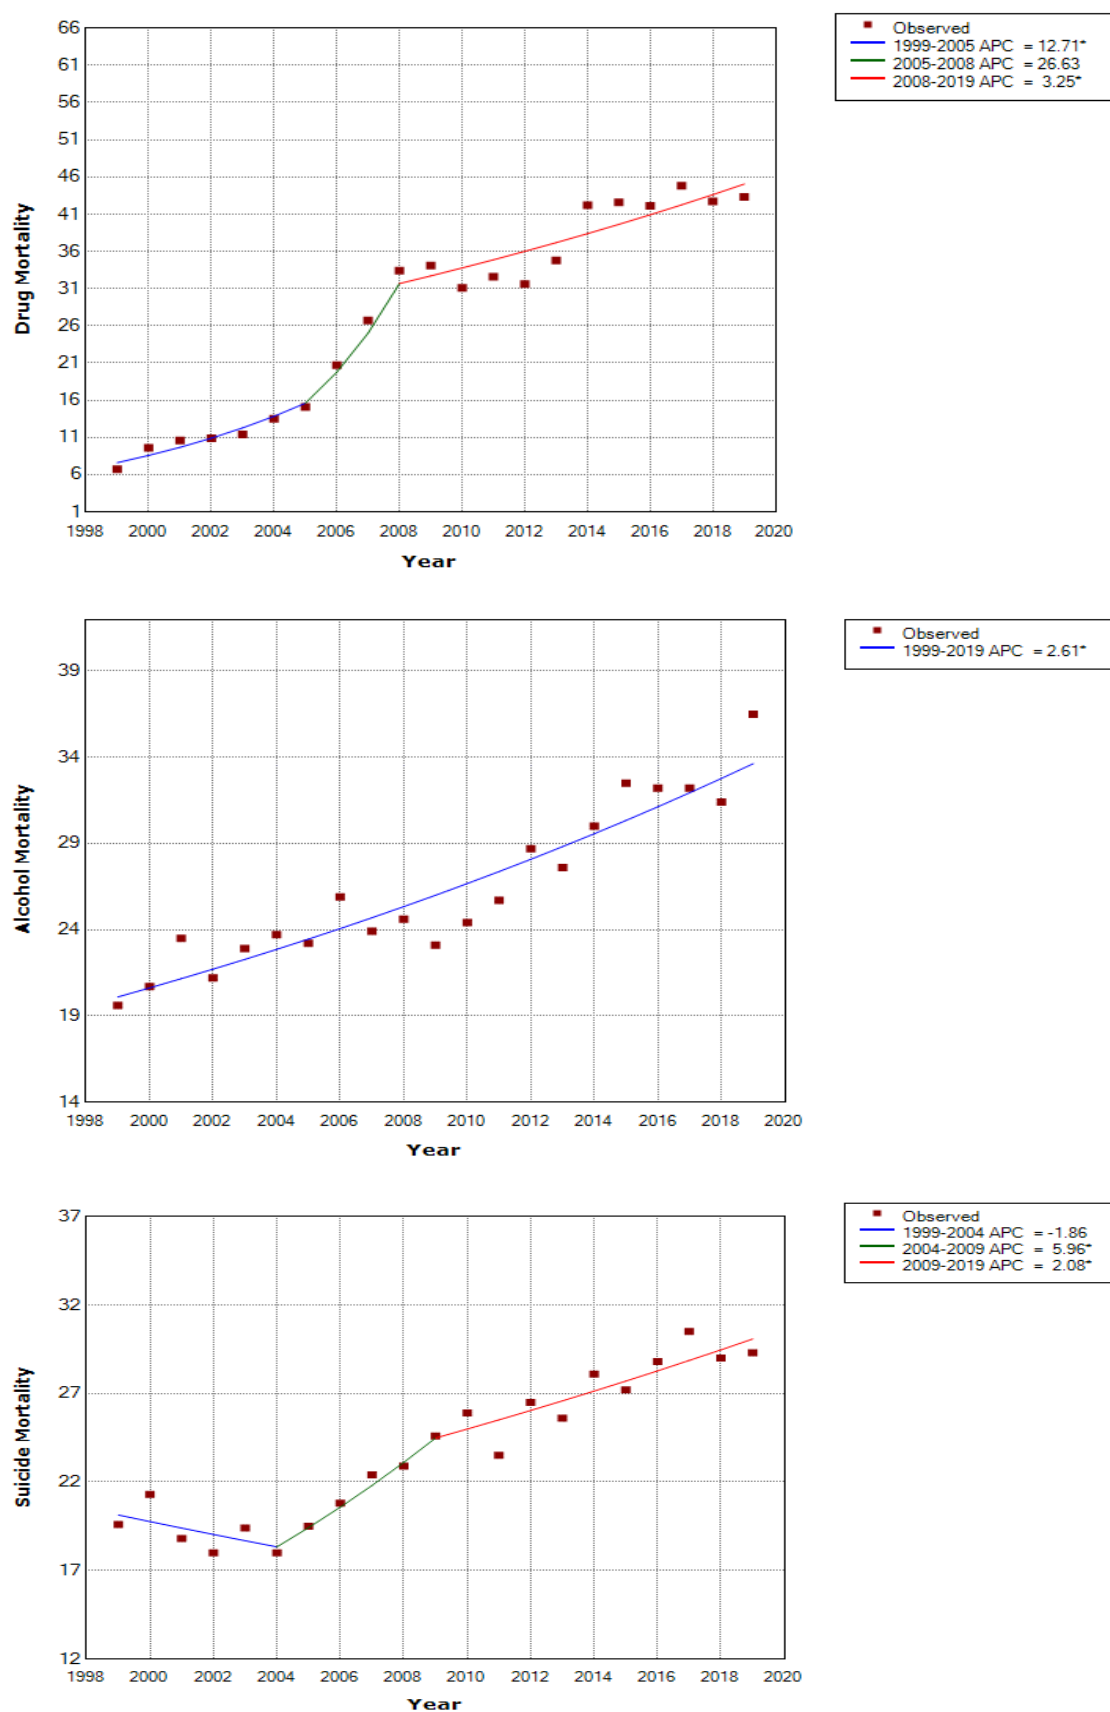 Observed
1999-2005 APC = 12.71*
2005-2008 APC = 26.63
2008-2019 APC = 3.25*
66
61
56
51
46
41
36
31
26
21
16
11
6
1
Drug Mortality
1998 2000 2002 2004 2006 2008 2010 2012 2014 2016 2018 2020
Year
Observed
1999-2019 APC = 2.61*
39
34
29
24
19
14
Alcohol Mortality
1998 2000 2002 2004 2006 2008 2010 2012 2014 2016 2018 2020
Year
Observed
1999-2004 APC = -1.86
2004-2009 APC = 5.96*
2009-2019 APC = 2.08*
37
32
27
22
17
12
Suicide Mortality
1998 2000 2002 2004 2006 2008 2010 2012 2014 2016 2018 2020
Year